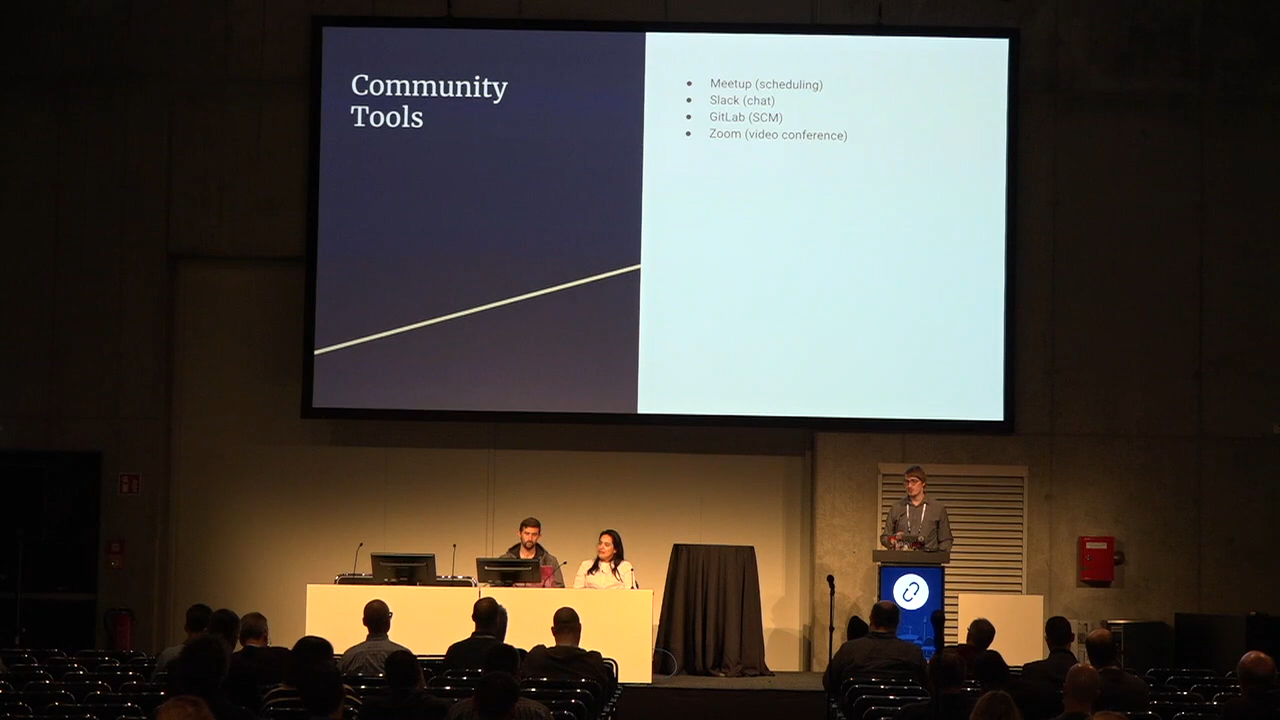 Community
Tools
Meetup (scheduling)
Slack (chat)
GitLab (SCM)
Zoom (video conference)